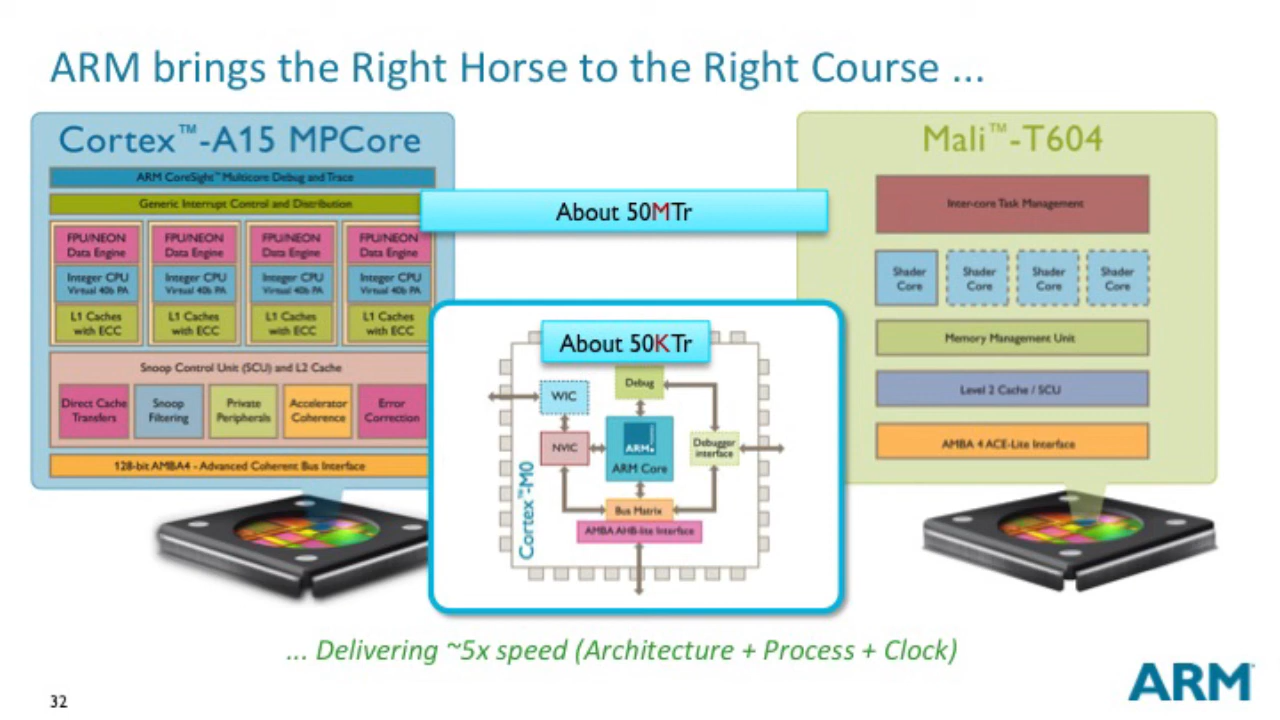 ARM brings the Right Horse to the Right Course ...
Cortex™-A15 MPCore
ARM CoreSight™ Multicore Debug and Trace
Generic Interrupt Control and Distribution
FPU/NEON
Data Engine
FPU/NEON
Data Engine
FPU/NEON
Data Engine
FPU/NEON
Data Engine
Integer CPU
Virtual 40b PA
Integer CPU
Virtual 40b PA
Integer CPU
Virtual 40b PA
Integer CPU
Virtual 40b PA
L1 Caches
with ECC
L1 Caches
with ECC
L1 Caches
with ECC
L1 Caches
with ECC
Snoop Control Unit (SCU) and L2 Cache
Direct Cache
Transfers
Snoop
Filtering
Private
Peripherals
Accelerator
Coherence
Error
Correction
128-bit AMBA4 - Advanced Coherent Bus Interface
About 50MTr
About 50KTr
Debug
WIC
NVIC
ARM
ARM Core
Debugger
interface
Bus Matrix
AMBA AHB-lite Interface
Cortex™-M0
Mali™-T604
Inter-core Task Management
Shader
Core
Shader
Core
Shader
Core
Shader
Core
Memory Management Unit
Level 2 Cache / SCU
AMBA 4 ACE-Lite Interface
... Delivering ~5x speed (Architecture + Process + Clock)
32
ARM